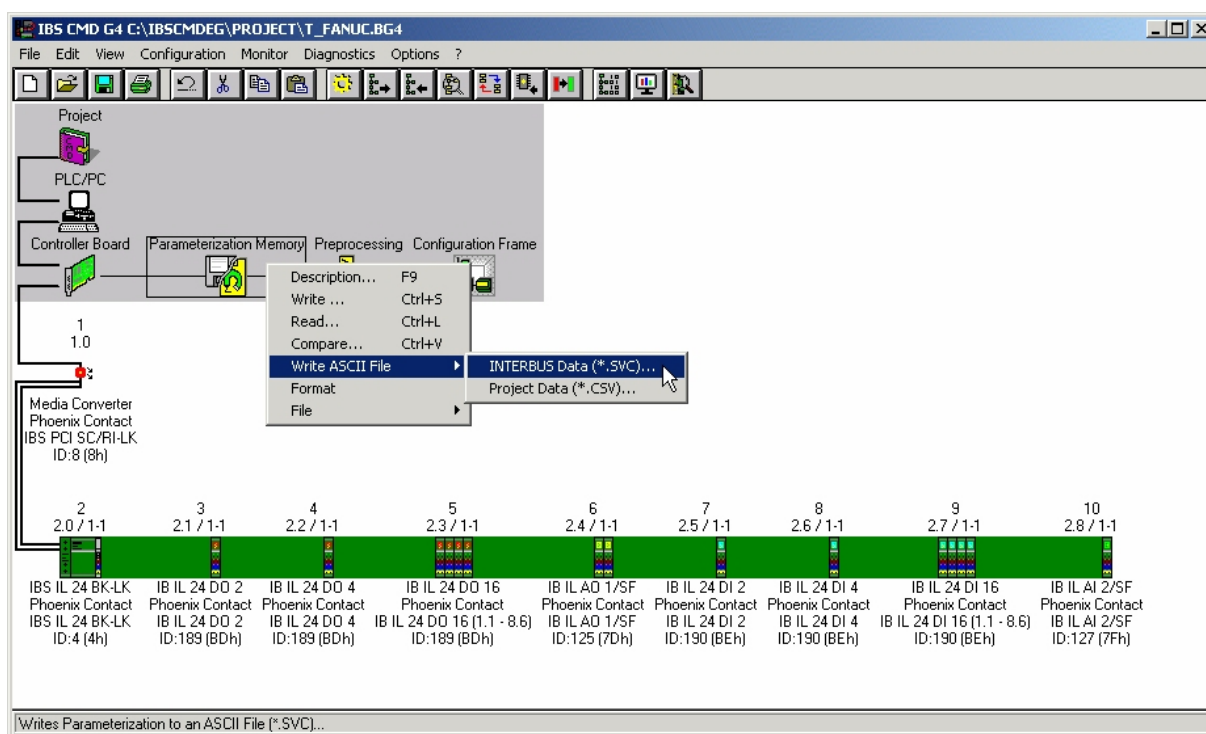 IBS CMD G4 C:\IBSCMDEG\PROJECT\T_FANUC.BG4
File Edit View Configuration Monitor Diagnostics Options ?
Project
PLC/PC
Controller Board Parameterization Memory Preprocessing Configuration Frame
Description... F9
Write ... Ctrl+S
Read... Ctrl+L
Compare... Ctrl+V
Write ASCII File
Format
File
INTERBUS Data (*.SVC)...
Project Data (*.CSV)...
1
1.0
Media Converter
Phoenix Contact
IBS PCI SC/RI-LK
ID:8 (8h)
2 3 4 5 6 7 8 9 10
2.0 / 1-1 2.1 / 1-1 2.2 / 1-1 2.3 / 1-1 2.4 / 1-1 2.5 / 1-1 2.6 / 1-1 2.7 / 1-1 2.8 / 1-1
IBS IL 24 BK-LK IB IL 24 DO 2 IB IL 24 DO 4 IB IL 24 DO 16 IB IL AO 1/SF IB IL 24 DI 2 IB IL 24 DI 4 IB IL 24 DI 16 IB IL AI 2/SF
Phoenix Contact Phoenix Contact Phoenix Contact Phoenix Contact Phoenix Contact Phoenix Contact Phoenix Contact Phoenix Contact Phoenix Contact
IBS IL 24 BK-LK IB IL 24 DO 2 IB IL 24 DO 4 IB IL 24 DO 16 (1.1 - 8.6) IB IL AO 1/SF IB IL 24 DI 2 IB IL 24 DI 4 IB IL 24 DI 16 (1.1 - 8.6) IB IL AI 2/SF
ID:4 (4h) ID:189 (BDh) ID:189 (BDh) ID:189 (BDh) ID:125 (7Dh) ID:190 (BEh) ID:190 (BEh) ID:190 (BEh) ID:127 (7Fh)
Writes Parameterization to an ASCII File (*.SVC)...